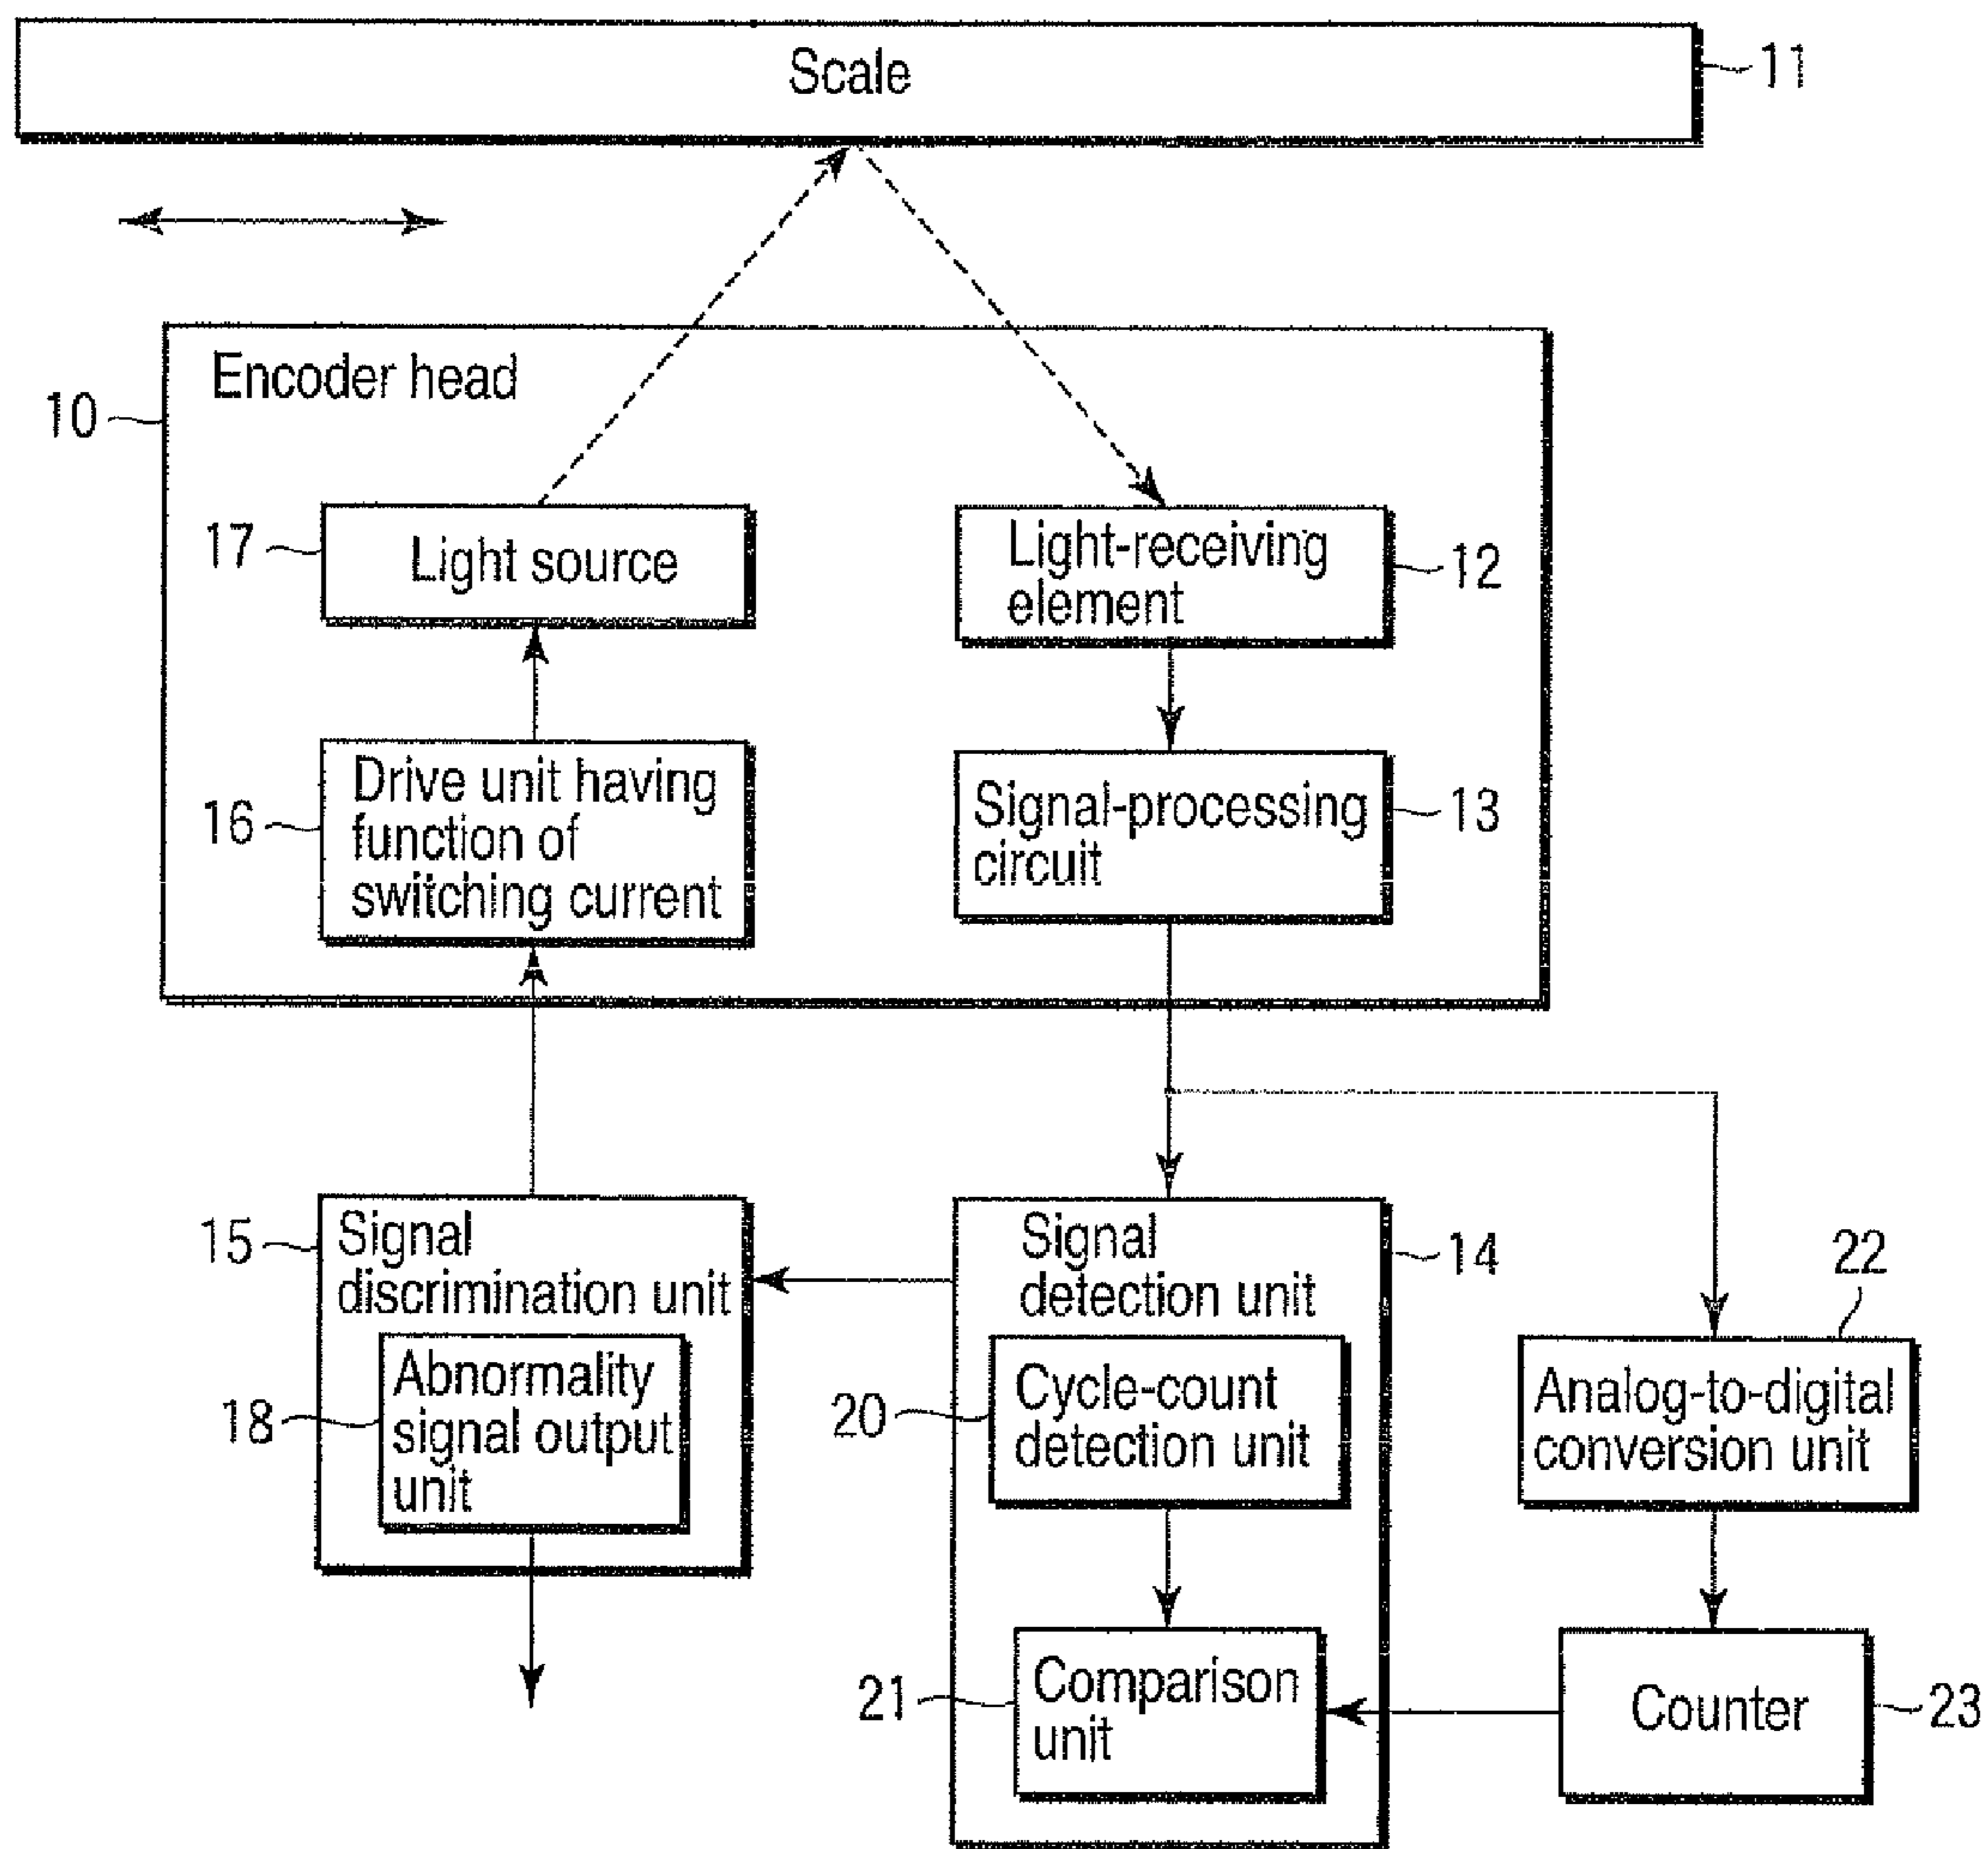 Scale
11
Encoder head
10
17
Light source
Light-receiving
element
12
16
Drive unit having
function of
switching current
Signal-processing
circuit
13
15
Signal
discrimination unit
18
Abnormality
signal output
unit
Signal
detection unit
14
20
Cycle-count
detection unit
22
Analog-to-digital
conversion unit
21
Comparison
unit
Counter
23